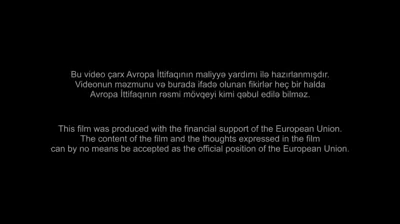 Bu video çarx Avropa İttifaqının maliyyə yardımı ilə hazırlanmışdır.
Videonun məzmunu və burada ifadə olunan fikirlər heç bir halda
Avropa İttifaqının rəsmi mövqeyi kimi qəbul edilə bilməz.
This film was produced with the financial support of the European Union.
The content of the film and the thoughts expressed in the film
can by no means be accepted as the official position of the European Union.